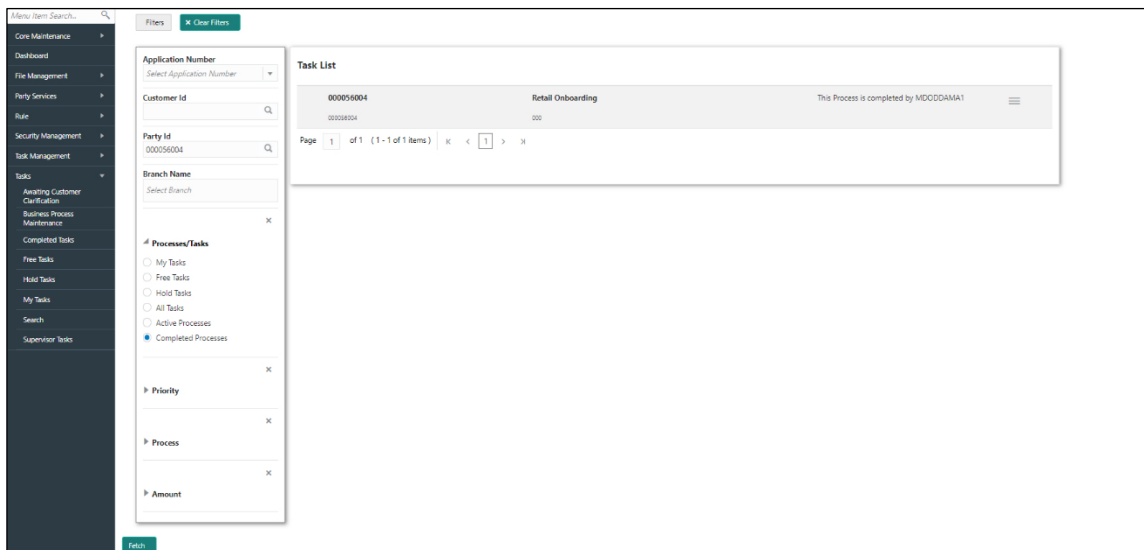 Menu Item Search...
Core Maintenance
Dashboard
File Management
Party Services
Rule
Security Management
Task Management
Tasks
Awaiting Customer
Clarification
Business Process
Maintenance
Completed Tasks
Free Tasks
Hold Tasks
My Tasks
Search
Supervisor Tasks
Filters
× Clear Filters
Application Number
Select Application Number
Customer Id
Party Id
000056004
Branch Name
Select Branch
Processes/Tasks
My Tasks
Free Tasks
Hold Tasks
All Tasks
Active Processes
Completed Processes
Priority
Process
Amount
Fetch
Task List
000056004 Retail Onboarding This Process is completed by MDODDAMA1
000056004 000
Page 1 of 1 (1 - 1 of 1 items) 1